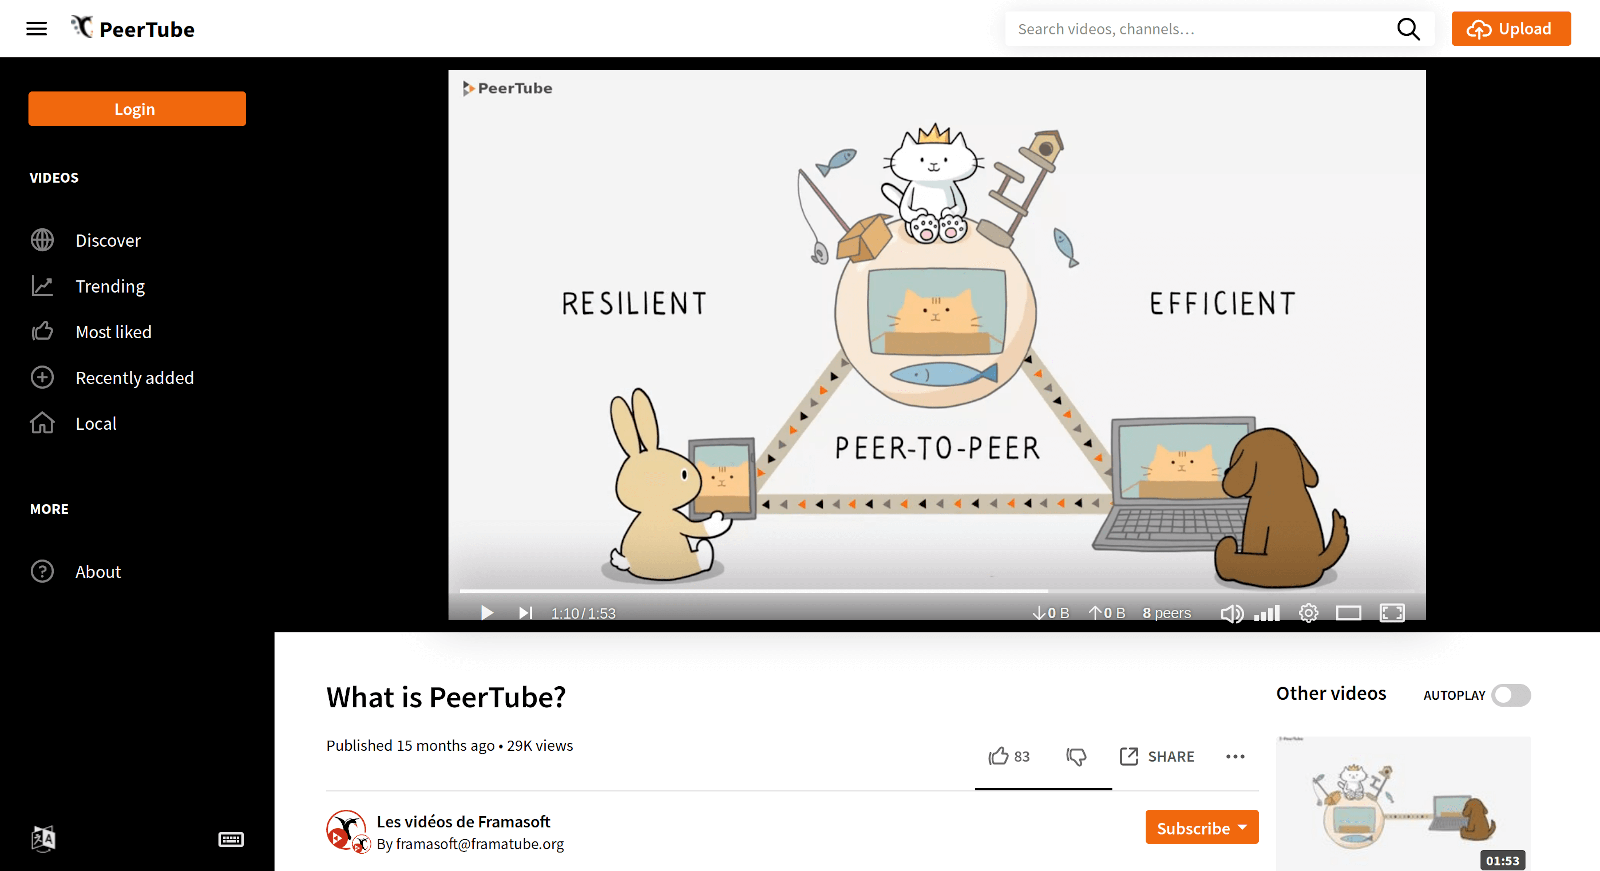 PeerTube
Search videos, channels…
Upload
Login
VIDEOS
Discover
Trending
Most liked
Recently added
Local
MORE
About
PeerTube
RESILIENT
EFFICIENT
PEER-TO-PEER
1:10 / 1:53
0 B
0 B
8 peers
What is PeerTube?
Published 15 months ago • 29K views
83
SHARE
Les vidéos de Framasoft
By framasoft@framatube.org
Subscribe
Other videos
AUTOPLAY
PeerTube
01:53